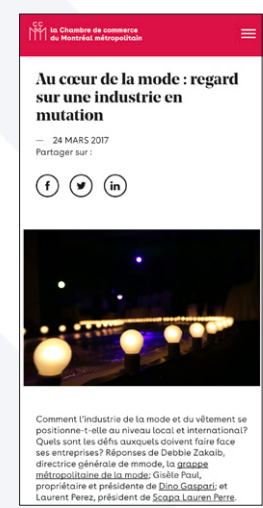 CC
MM
la Chambre de commerce
du Montréal métropolitain
Au cœur de la mode : regard
sur une industrie en
mutation
— 24 MARS 2017
Partager sur :
f
in
Comment l'industrie de la mode et du vêtement se
positionne-t-elle au niveau local et international?
Quels sont les défis auxquels doivent faire face
ses entreprises? Réponses de Debbie Zakaib,
directrice générale de mmode, la grappe
métropolitaine de la mode; Gisèle Paul,
propriétaire et présidente de Dino Gaspari; et
Laurent Perez, président de Scapa Lauren Perre.